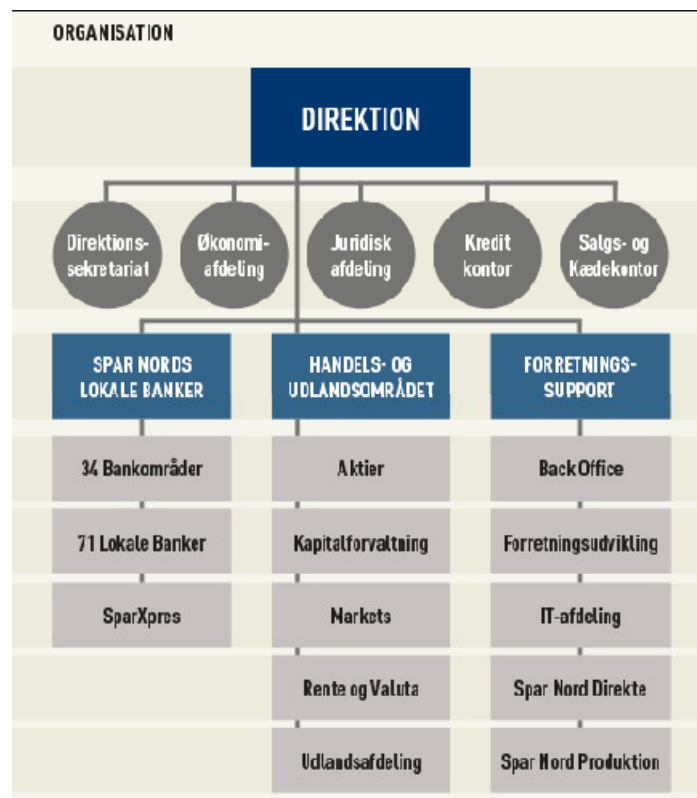 ORGANISATION
DIREKTION
Direktions-
sekretariat
Økonomi-
afdeling
Juridisk
afdeling
Kredit
kontor
Salgs- og
Kædekontor
SPAR NORDS
LOKALE BANKER
HANDELS- OG
UDLANDSOMRÅDET
FORRETNINGS-
SUPPORT
34 Bankområder
Aktier
BackOffice
71 Lokale Banker
Kapitalforvaltning
Forretningsudvikling
SparXpres
Markets
IT-afdeling
Rente og Valuta
Spar Nord Direkte
Udlandsafdeling
Spar Nord Produktion